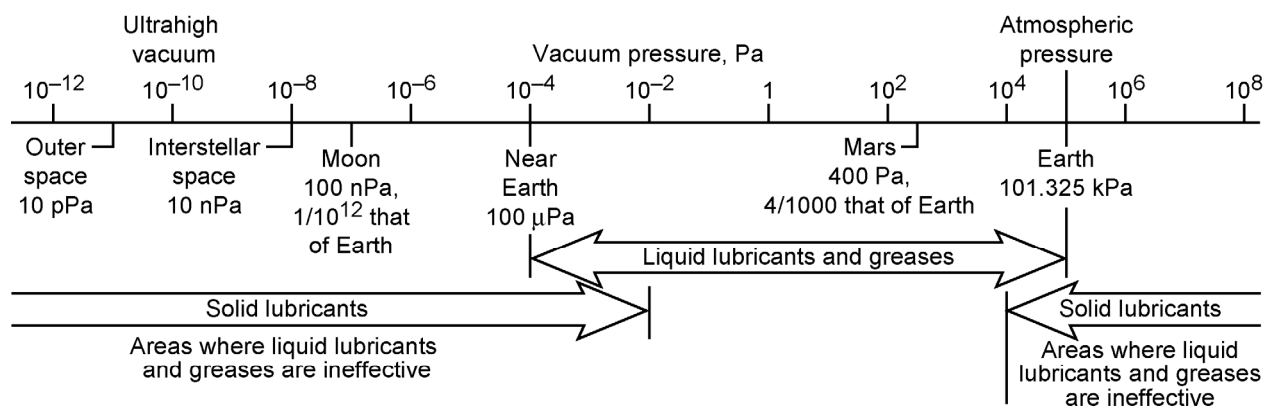 Ultrahigh
vacuum
Vacuum pressure, Pa
Atmospheric
pressure
10–12 10–10 10–8 10–6 10–4 10–2 1 102 104 106 108
Outer
space
10 pPa
Interstellar
space
10 nPa
Moon
100 nPa,
1/1012 that
of Earth
Near
Earth
100 μPa
Mars
400 Pa,
4/1000 that of Earth
Earth
101.325 kPa
Liquid lubricants and greases
Solid lubricants
Solid lubricants
Areas where liquid lubricants
and greases are ineffective
Areas where liquid
lubricants and greases
are ineffective